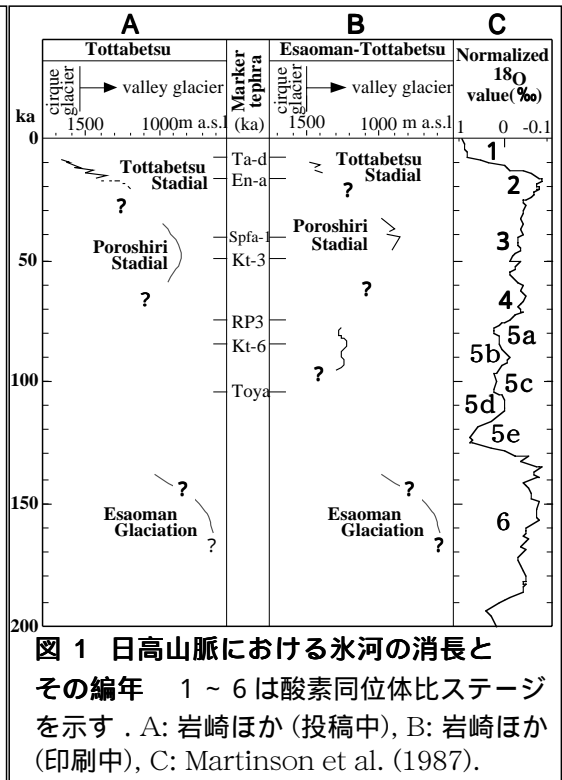 A B C
Tottabetsu
Esaoman-Tottabetsu
Normalized
18O
value(‰)
cirque
glacier
valley glacier
Marker
tephra
(ka)
cirque
glacier
valley glacier
ka
1500 1000m a.s.l
1500 1000 m a.s.l
1 0 -0.1
0
50
100
150
200
Tottabetsu
Stadial
?
Poroshiri
Stadial
?
?
Esaoman
Glaciation
?
Ta-d
En-a
Spfa-1
Kt-3
RP3
Kt-6
Toya
Tottabetsu
Stadial
?
Poroshiri
Stadial
?
?
?
Esaoman
Glaciation
?
1
2
3
4
5a
5b
5c
5d
5e
6
図 1 日高山脈における氷河の消長と
その編年 1 ~ 6 は酸素同位体比ステージ
を示す . A: 岩崎ほか (投稿中), B: 岩崎ほか
(印刷中), C: Martinson et al. (1987).